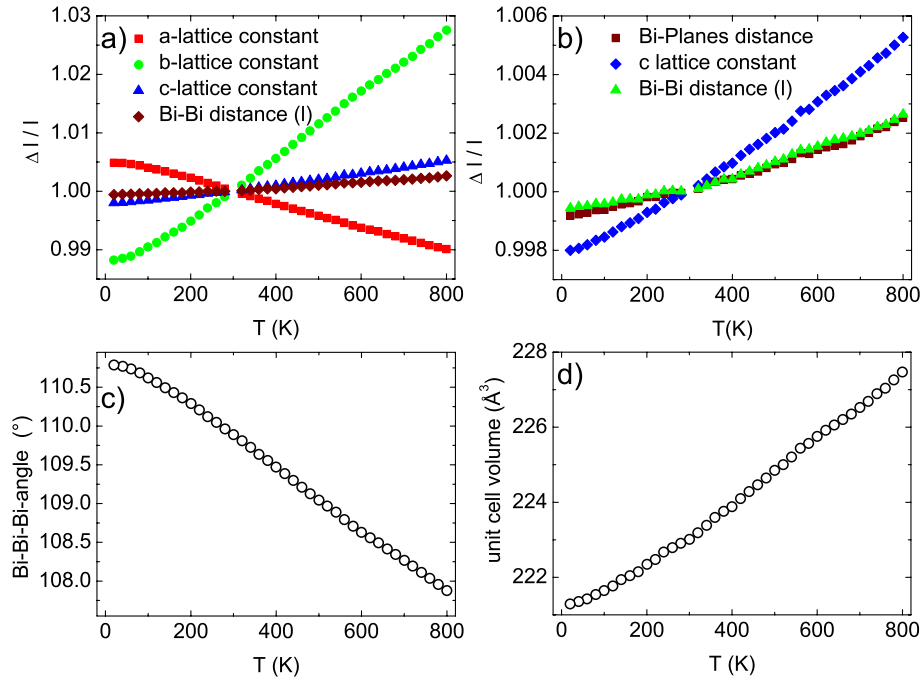 a)
a-lattice constant
b-lattice constant
c-lattice constant
Bi-Bi distance (l)
1.03
1.02
1.01
1.00
0.99
Δ l / l
0 200 400 600 800
T (K)
b)
Bi-Planes distance
c lattice constant
Bi-Bi distance (l)
1.006
1.004
1.002
1.000
0.998
Δ l / l
0 200 400 600 800
T(K)
c)
110.5
110.0
109.5
109.0
108.5
108.0
Bi-Bi-Bi-angle (°)
0 200 400 600 800
T (K)
d)
228
226
224
222
unit cell volume (Å³)
0 200 400 600 800
T (K)